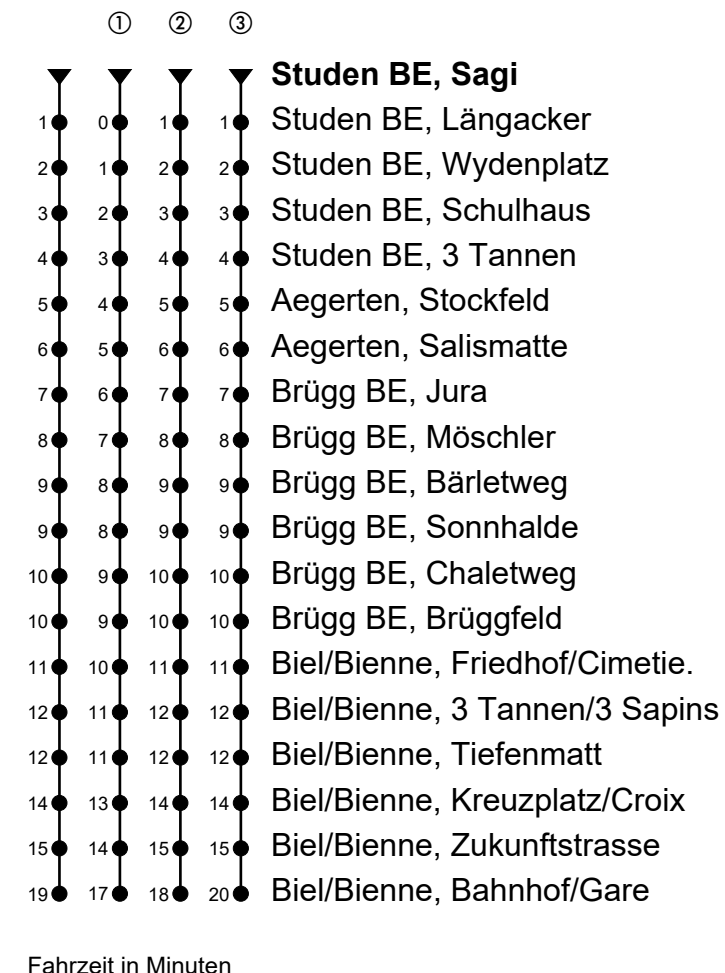 ① ② ③
Studen BE, Sagi
1 0 1 1 Studen BE, Längacker
2 1 2 2 Studen BE, Wydenplatz
3 2 3 3 Studen BE, Schulhaus
4 3 4 4 Studen BE, 3 Tannen
5 4 5 5 Aegerten, Stockfeld
6 5 6 6 Aegerten, Salismatte
7 6 7 7 Brügg BE, Jura
8 7 8 8 Brügg BE, Möschler
9 8 9 9 Brügg BE, Bärletweg
9 8 9 9 Brügg BE, Sonnhalde
10 9 10 10 Brügg BE, Chaletweg
10 9 10 10 Brügg BE, Brüggfeld
11 10 11 11 Biel/Bienne, Friedhof/Cimetie.
12 11 12 12 Biel/Bienne, 3 Tannen/3 Sapins
12 11 12 12 Biel/Bienne, Tiefenmatt
14 13 14 14 Biel/Bienne, Kreuzplatz/Croix
15 14 15 15 Biel/Bienne, Zukunftstrasse
19 17 18 20 Biel/Bienne, Bahnhof/Gare
Fahrzeit in Minuten